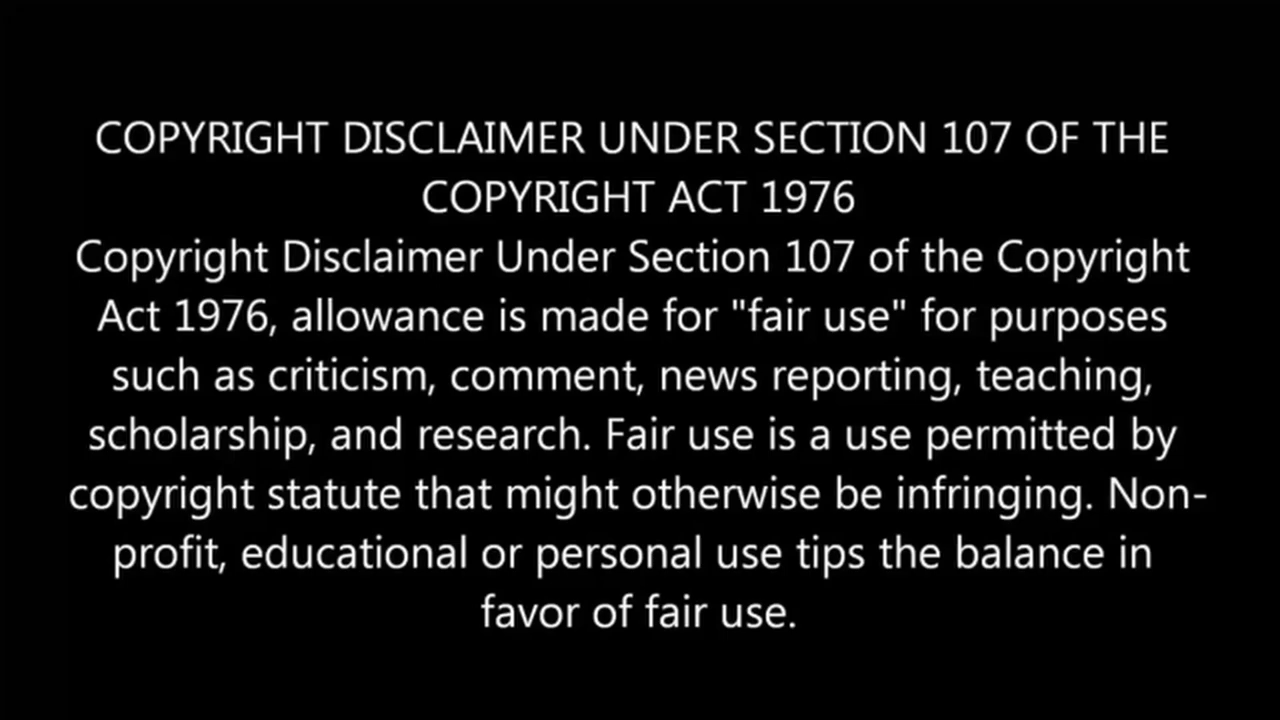 COPYRIGHT DISCLAIMER UNDER SECTION 107 OF THE
COPYRIGHT ACT 1976
Copyright Disclaimer Under Section 107 of the Copyright
Act 1976, allowance is made for "fair use" for purposes
such as criticism, comment, news reporting, teaching,
scholarship, and research. Fair use is a use permitted by
copyright statute that might otherwise be infringing. Non-
profit, educational or personal use tips the balance in
favor of fair use.